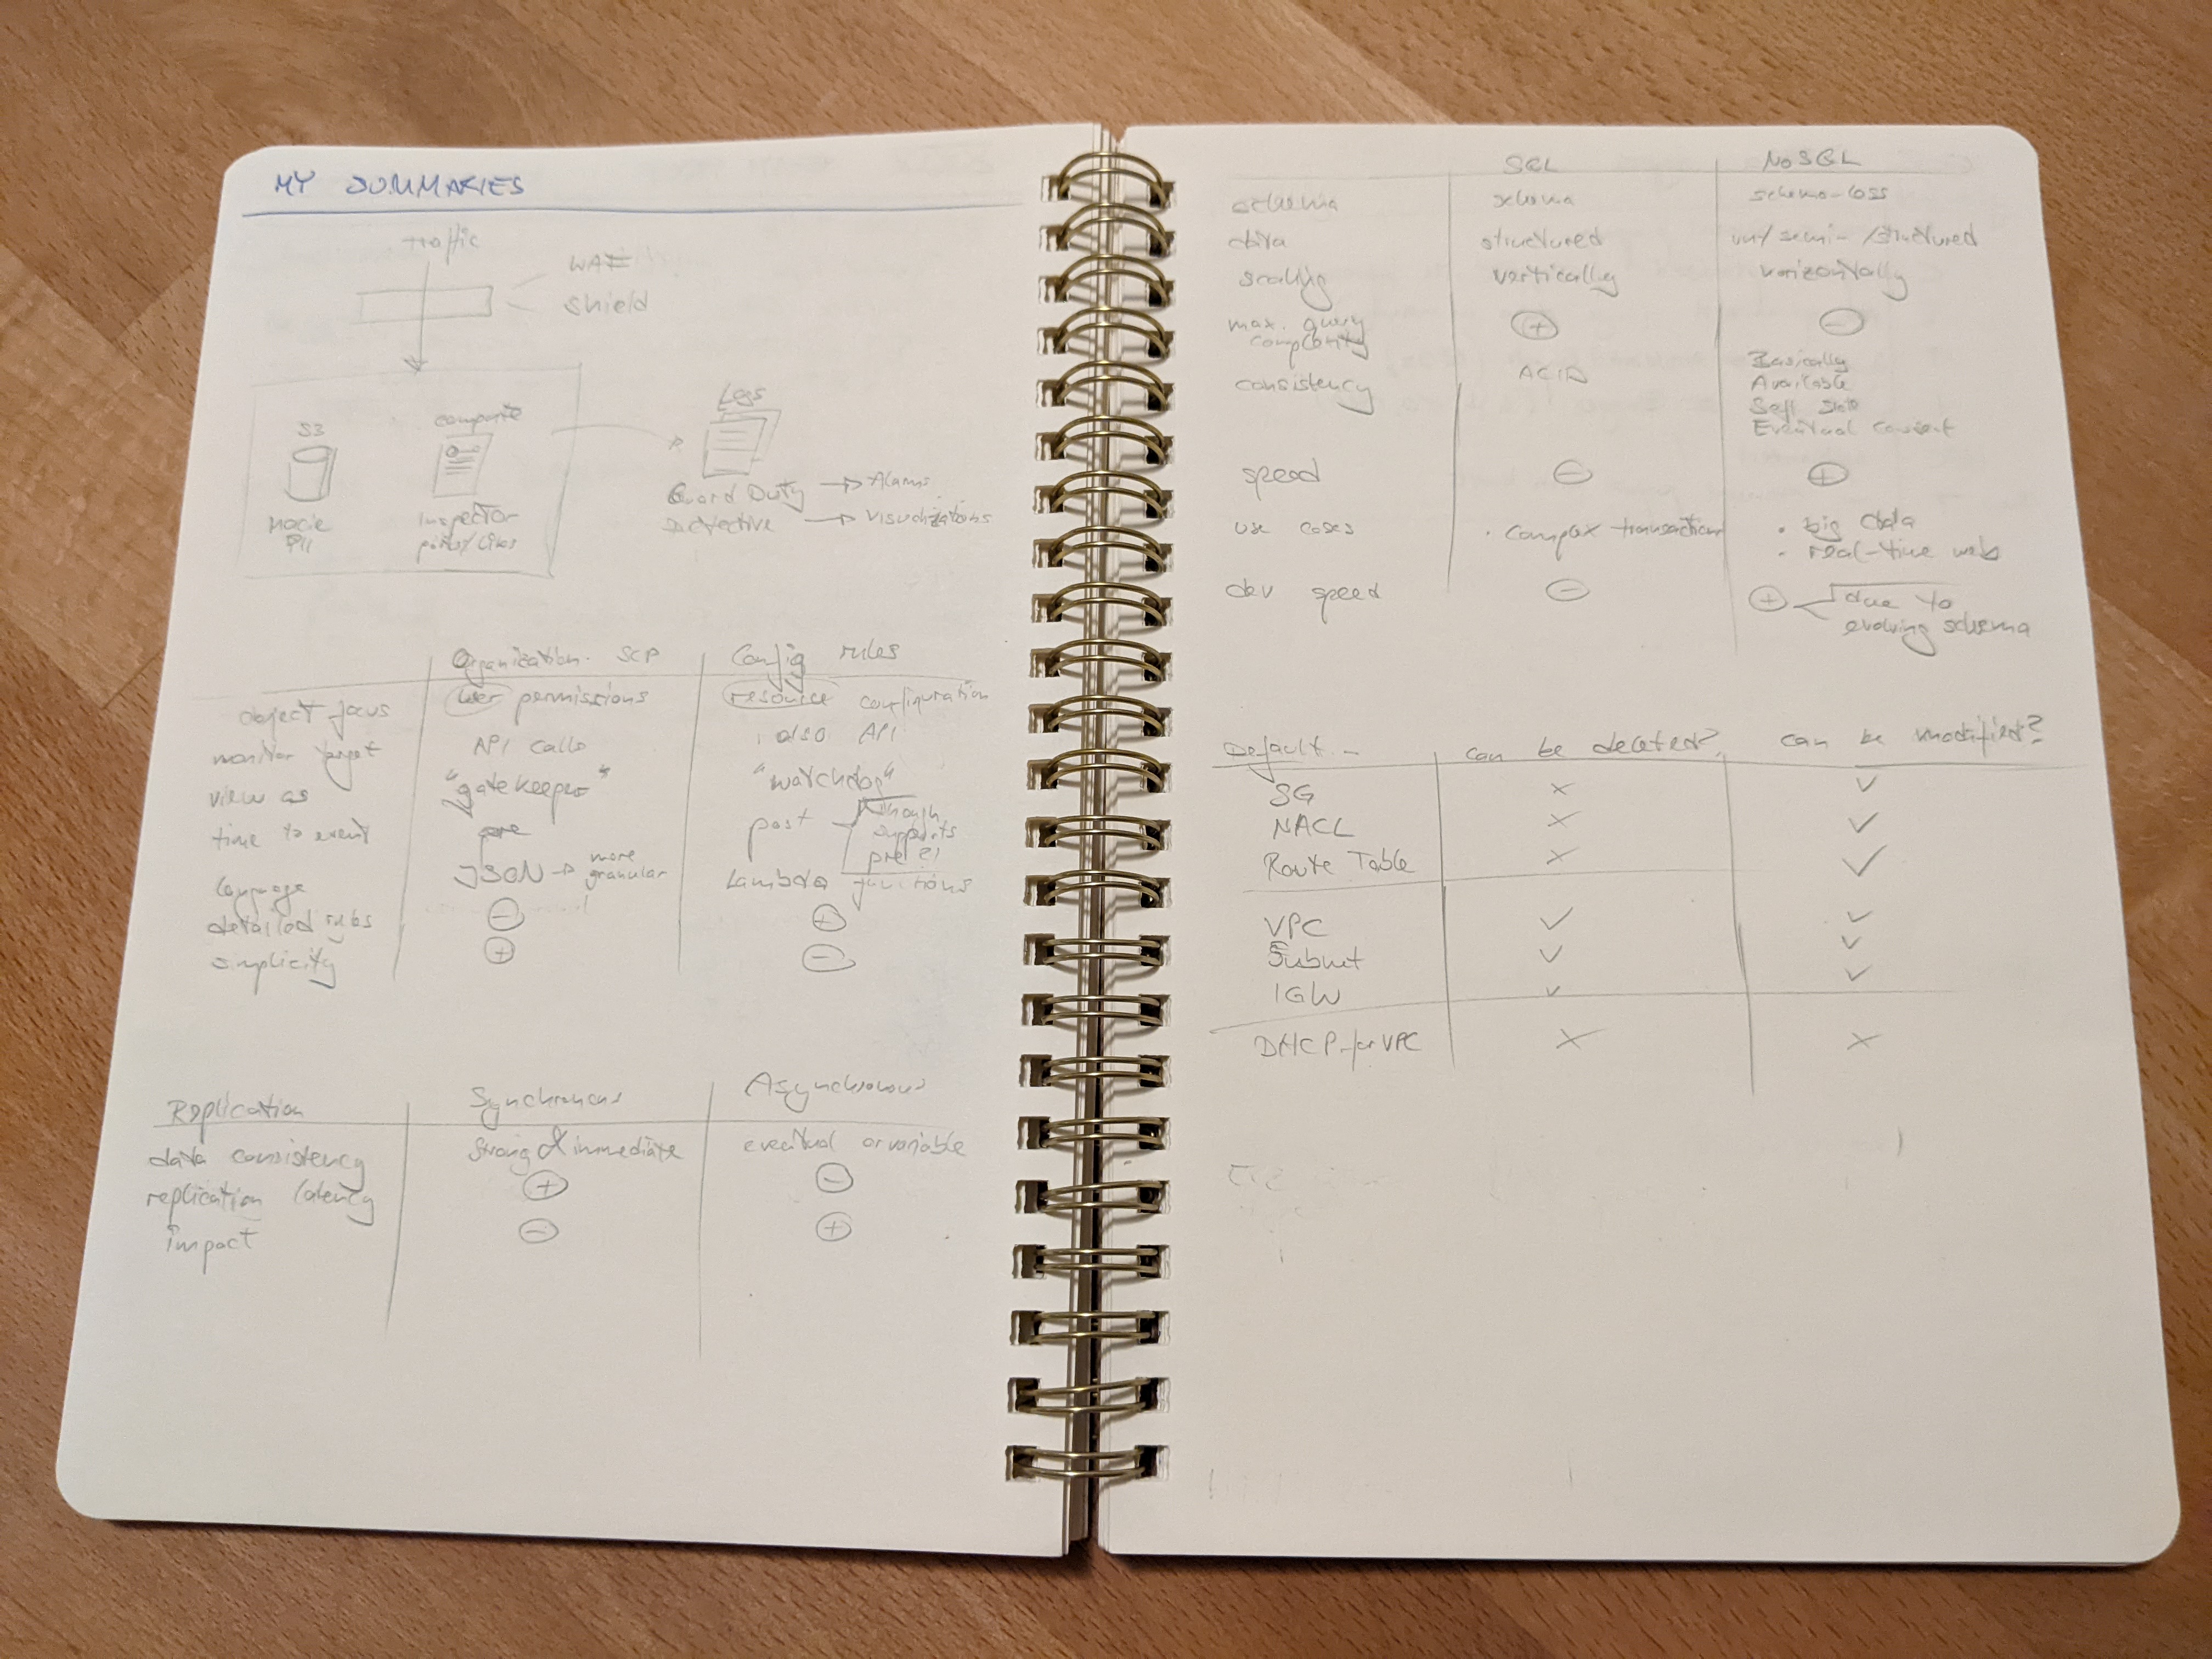 MY SUMMARIES
traffic
WAF
shield
S3
compute
Logs
Macie
PII
Inspector
Guard Duty → Alarms
Detective → Visualizations
Organization. SCP
Config rules
object focus
user permissions
resource configuration
monitor target
API calls
also API
view as
"gatekeeper"
"watchdog"
time to event
pre
post
though
supports
pre
language
JSON → more granular
Lambda functions
detailed rules
⊖
⊕
simplicity
⊕
⊖
Replication
Synchronous
Asynchronous
data consistency
strong & immediate
eventual or variable
replication latency
⊕
⊖
impact
⊖
⊕
SQL
NoSQL
schema
schema
schema-less
data
structured
un/semi-/structured
scaling
vertically
horizontally
max. query complexity
⊕
⊖
consistency
ACID
Basically
Available
Soft State
Eventual consist
speed
⊖
⊕
use cases
· complex transactions
· big data
· real-time web
dev speed
⊖
⊕
due to
evolving schema
Default
can be deleted?
can be modified?
SG × ✓
NACL × ✓
Route Table × ✓
VPC ✓ ✓
Subnet ✓ ✓
IGW ✓ ✓
DHCP for VPC × ×